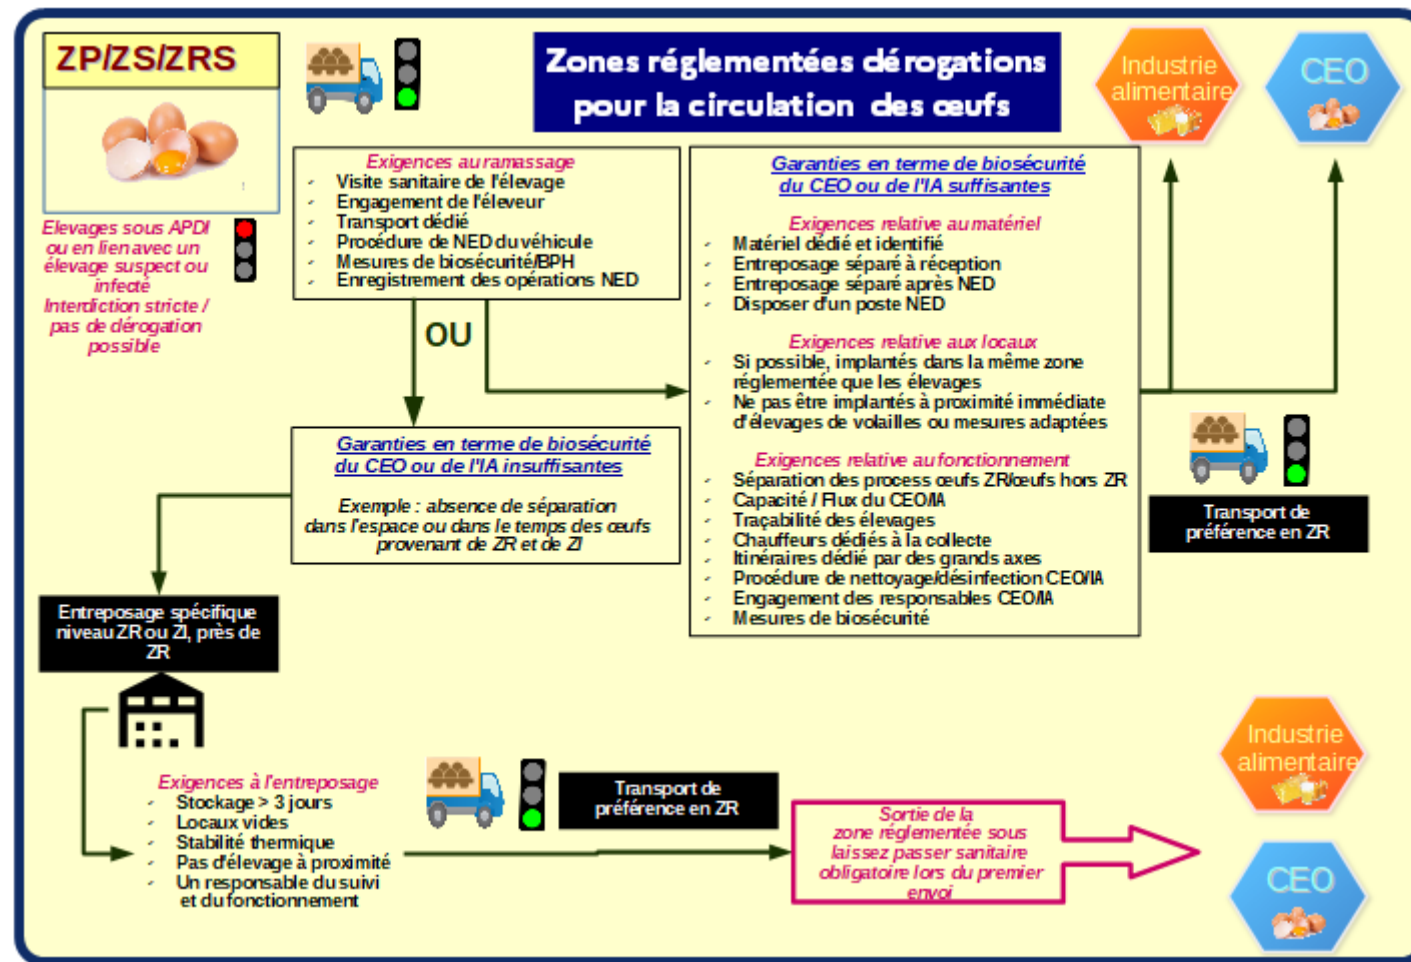 ZP/ZS/ZRS
Zones réglementées dérogations
pour la circulation des œufs
Industrie
alimentaire
CEO
Elevages sous APDI
ou en lien avec un
élevage suspect ou
infecté
Interdiction stricte /
pas de dérogation
possible
Exigences au ramassage
Visite sanitaire de l'élevage
Engagement de l'éleveur
Transport dédié
Procédure de NED du véhicule
Mesures de biosécurité/BPH
Enregistrement des opérations NED
OU
Garanties en terme de biosécurité
du CEO ou de l'IA suffisantes
Exigences relative au matériel
Matériel dédié et identifié
Entreposage séparé à réception
Entreposage séparé après NED
Disposer d'un poste NED
Exigences relative aux locaux
Si possible, implantés dans la même zone
réglementée que les élevages
Ne pas être implantés à proximité immédiate
d'élevages de volailles ou mesures adaptées
Exigences relative au fonctionnement
Séparation des process œufs ZR/œufs hors ZR
Capacité / Flux du CEO/IA
Traçabilité des élevages
Chauffeurs dédiés à la collecte
Itinéraires dédié par des grands axes
Procédure de nettoyage/désinfection CEO/IA
Engagement des responsables CEO/IA
Mesures de biosécurité
Transport de
préférence en ZR
Garanties en terme de biosécurité
du CEO ou de l'IA insuffisantes
Exemple : absence de séparation
dans l'espace ou dans le temps des œufs
provenant de ZR et de ZI
Entreposage spécifique
niveau ZR ou ZI, près de
ZR
Exigences à l'entreposage
Stockage > 3 jours
Locaux vides
Stabilité thermique
Pas d'élevage à proximité
Un responsable du suivi
et du fonctionnement
Transport de
préférence en ZR
Sortie de la
zone réglementée sous
laissez passer sanitaire
obligatoire lors du premier
envoi
Industrie
alimentaire
CEO